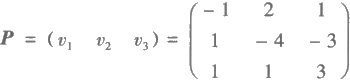 P = (v₁ v₂ v₃) = ( -1 2 1
1 -4 -3
1 1 3 )